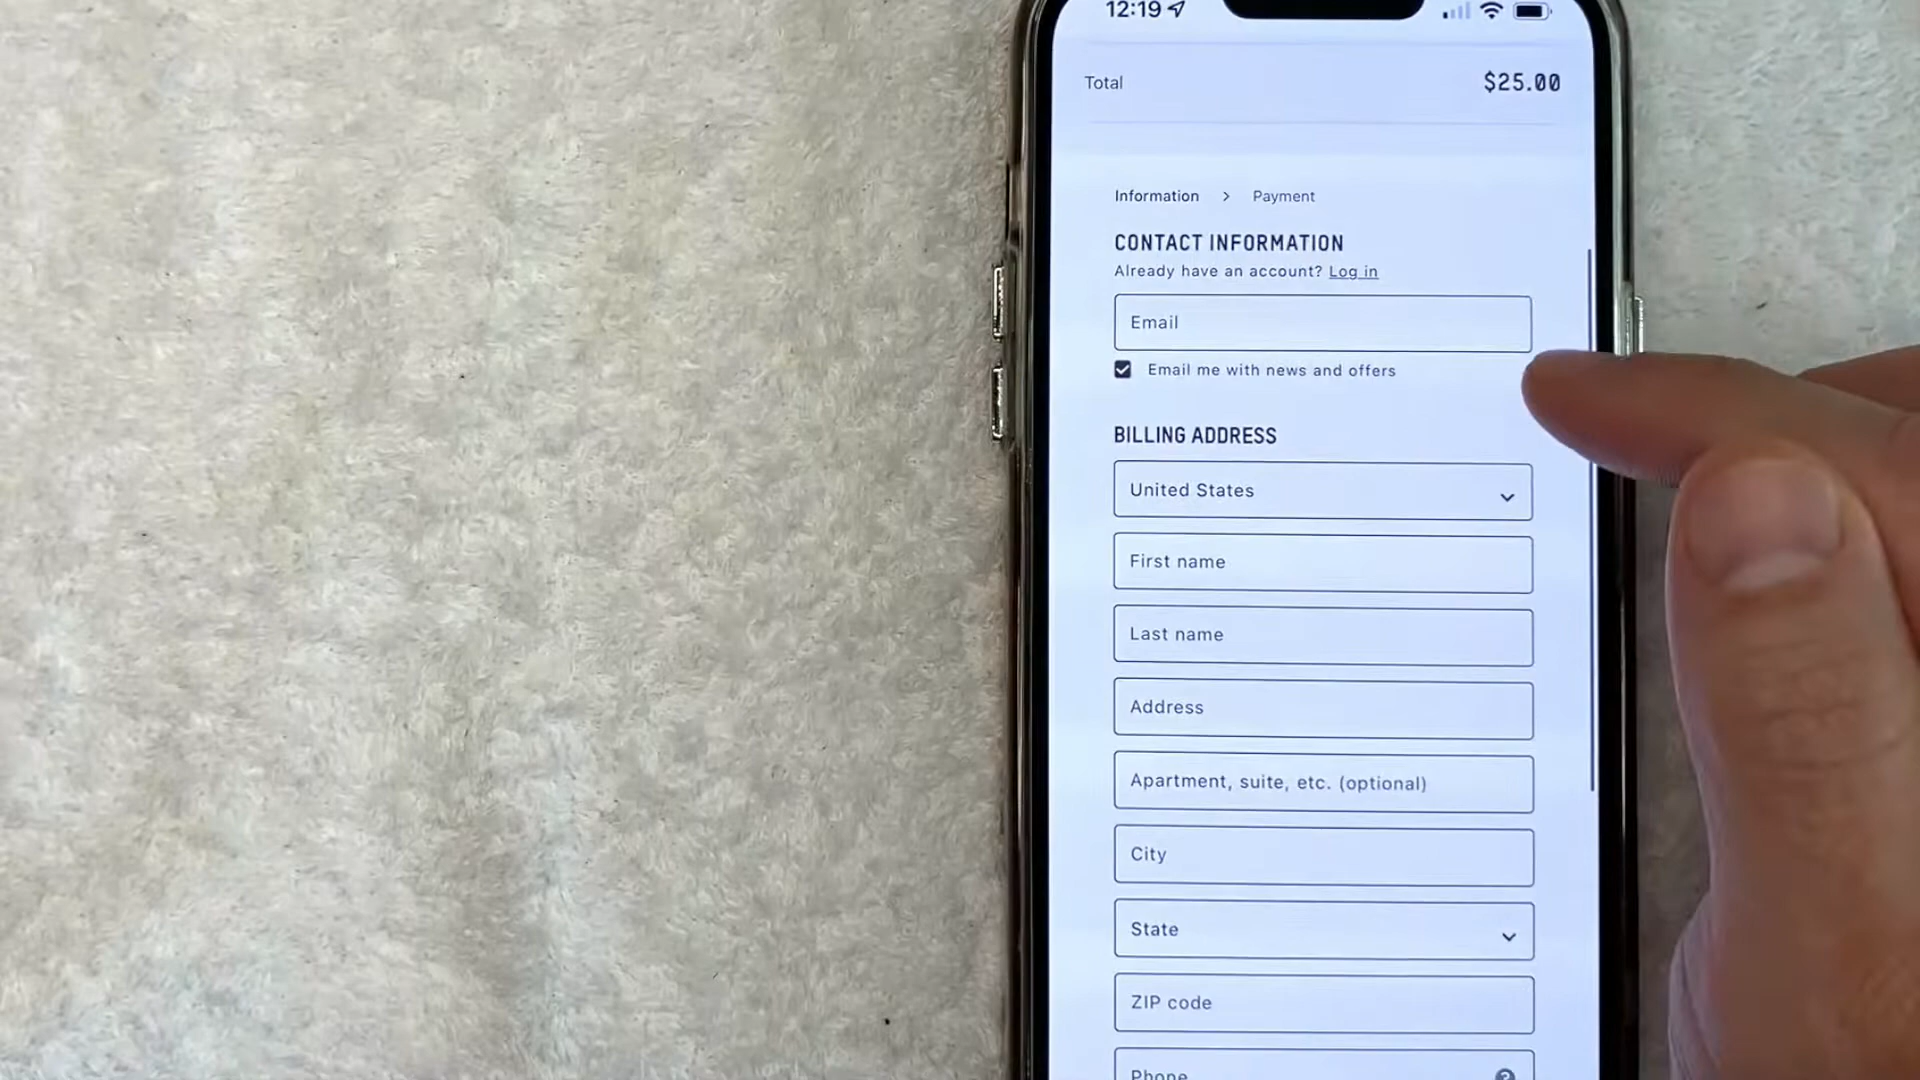 12:19
Total $25.00
Information > Payment
CONTACT INFORMATION
Already have an account? Log in
Email
Email me with news and offers
BILLING ADDRESS
United States
First name
Last name
Address
Apartment, suite, etc. (optional)
City
State
ZIP code
Phone ?